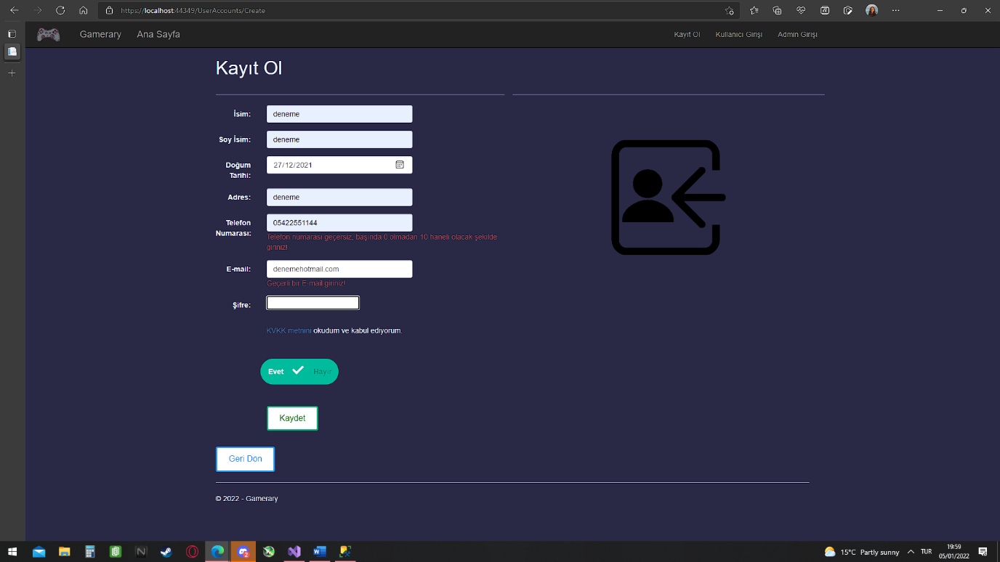 https://localhost:44349/UserAccounts/Create
Gamerary Ana Sayfa Kayıt Ol Kullanıcı Girişi Admin Girişi
Kayıt Ol
İsim: deneme
Soy İsim: deneme
Doğum Tarihi: 27/12/2021
Adres: deneme
Telefon Numarası: 05422551144
Telefon numarası geçersiz, başında 0 olmadan 10 haneli olacak şekilde
giriniz!
E-mail: denemehotmail.com
Geçerli bir E-mail giriniz!
Şifre:
KVKK metnini okudum ve kabul ediyorum.
Evet Hayır
Kaydet
Geri Dön
© 2022 - Gamerary
15°C Partly sunny TUR 19:59
05/01/2022